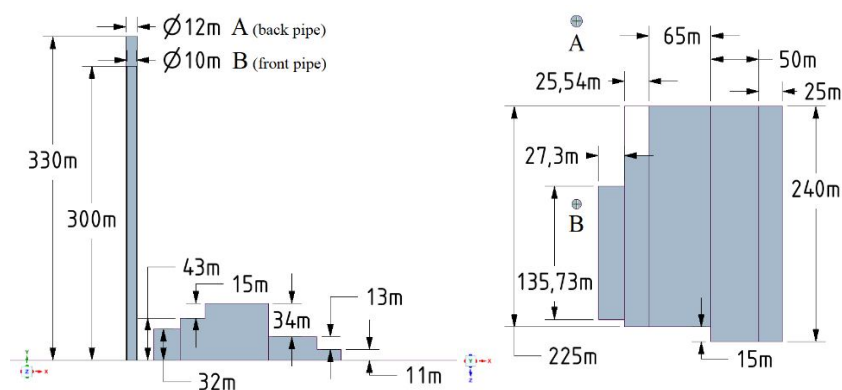 Ø12m A (back pipe)
Ø10m B (front pipe)
330m
300m
43m
15m
34m
13m
32m
11m
Y
Z
X
A
65m
50m
25,54m
25m
27,3m
240m
B
135,73m
225m
15m
Y
X
Z